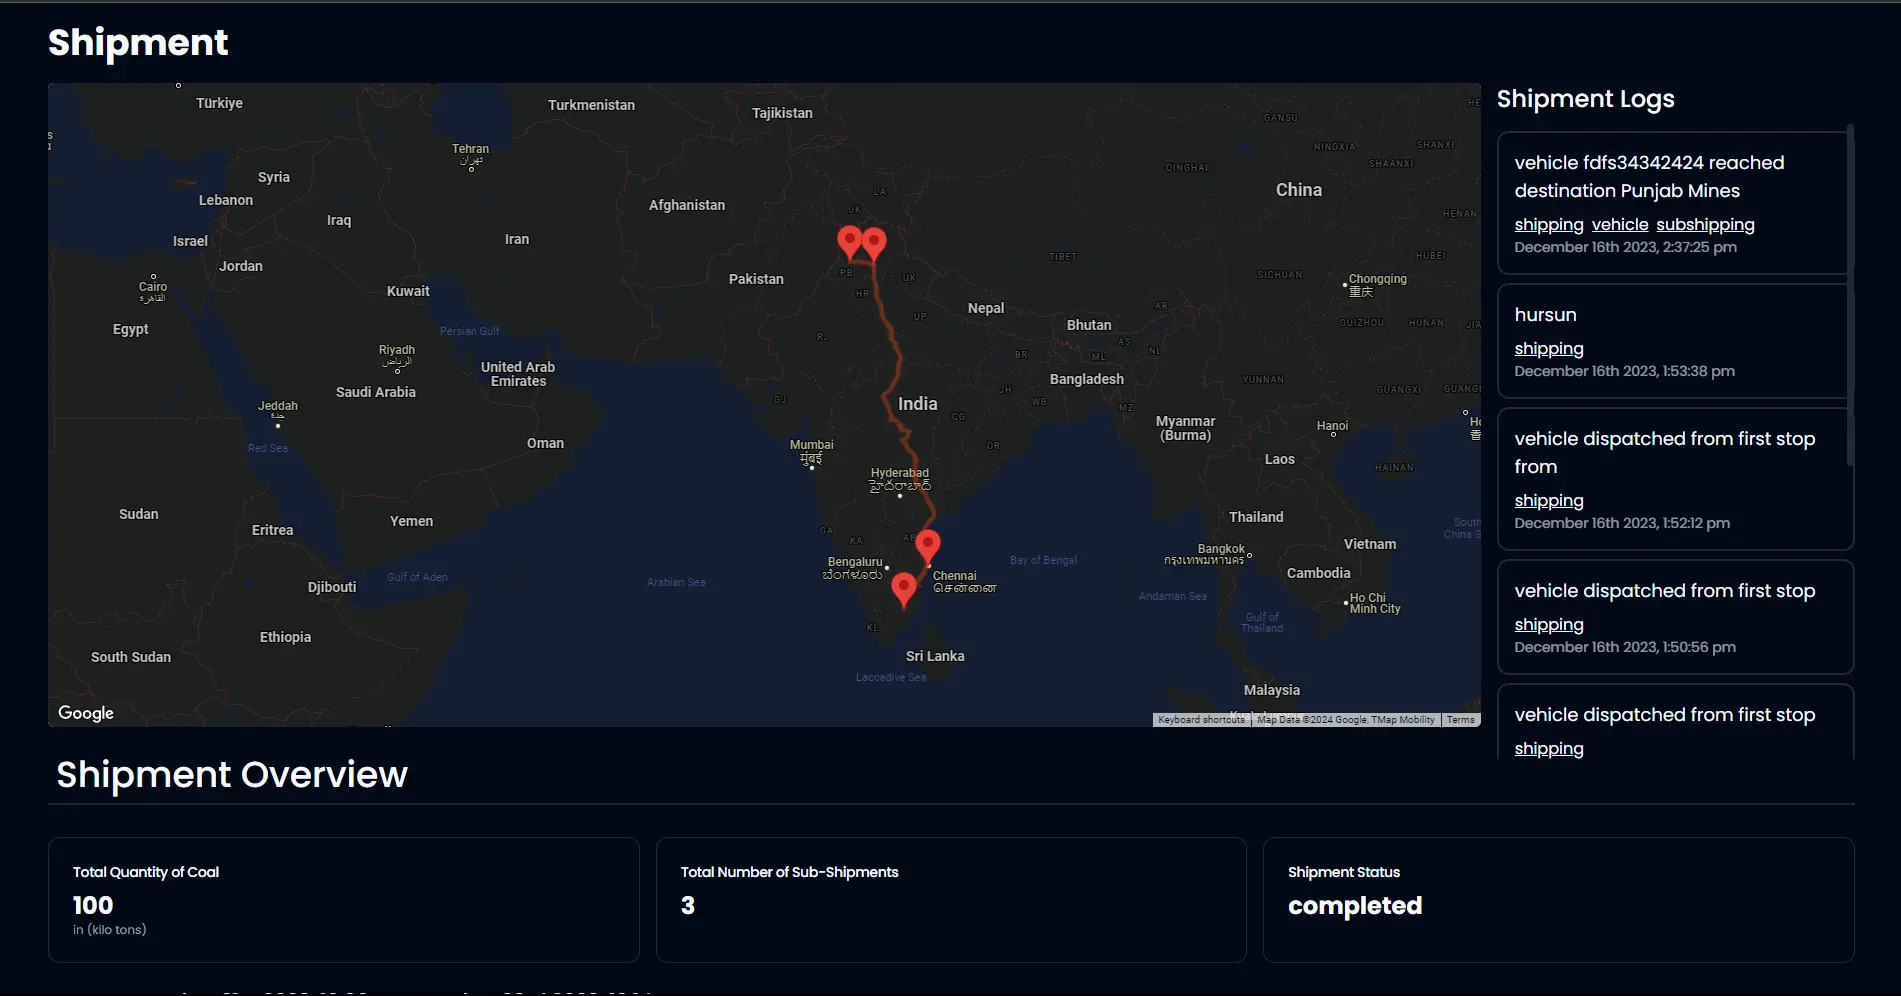 Shipment
Türkiye
Turkmenistan
Tajikistan
Tehran
تهران
Syria
Lebanon
Iraq
Iran
Afghanistan
Israel
Jordan
Cairo
القاهرة
Kuwait
Pakistan
Egypt
Persian Gulf
Riyadh
الرياض
United Arab
Emirates
Saudi Arabia
Jeddah
جدة
Red Sea
Oman
Sudan
Eritrea
Yemen
Gulf of Aden
Djibouti
Ethiopia
South Sudan
Arabian Sea
LA
JK
PB
HR
UK
UP
RJ
GJ
BR
JH
WB
CG
OR
GA
KA
AP
KL
AS
AR
NL
ML
MZ
Nepal
Bhutan
Bangladesh
India
Mumbai
मुंबई
Hyderabad
హైదరాబాద్
Bengaluru
ಬೆಂಗಳೂರು
Chennai
சென்னை
Sri Lanka
Laccadive Sea
Bay of Bengal
Andaman Sea
China
GANSU
NINGXIA
SHAANXI
SHANXI
QINGHAI
HENAN
TIBET
SICHUAN
HUBEI
Chongqing
重庆
GUIZHOU
HUNAN
YUNNAN
GUANGXI
Hanoi
HAINAN
Myanmar
(Burma)
Laos
Thailand
Bangkok
กรุงเทพมหานคร
Vietnam
Cambodia
Ho Chi
Minh City
Gulf of
Thailand
South
China S
Malaysia
Google
Keyboard shortcuts
Map Data ©2024 Google, TMap Mobility
Terms
Shipment Logs
vehicle fdfs34342424 reached
destination Punjab Mines
shipping vehicle subshipping
December 16th 2023, 2:37:25 pm
hursun
shipping
December 16th 2023, 1:53:38 pm
vehicle dispatched from first stop
from
shipping
December 16th 2023, 1:52:12 pm
vehicle dispatched from first stop
shipping
December 16th 2023, 1:50:56 pm
vehicle dispatched from first stop
shipping
Shipment Overview
Total Quantity of Coal
100
in (kilo tons)
Total Number of Sub-Shipments
3
Shipment Status
completed